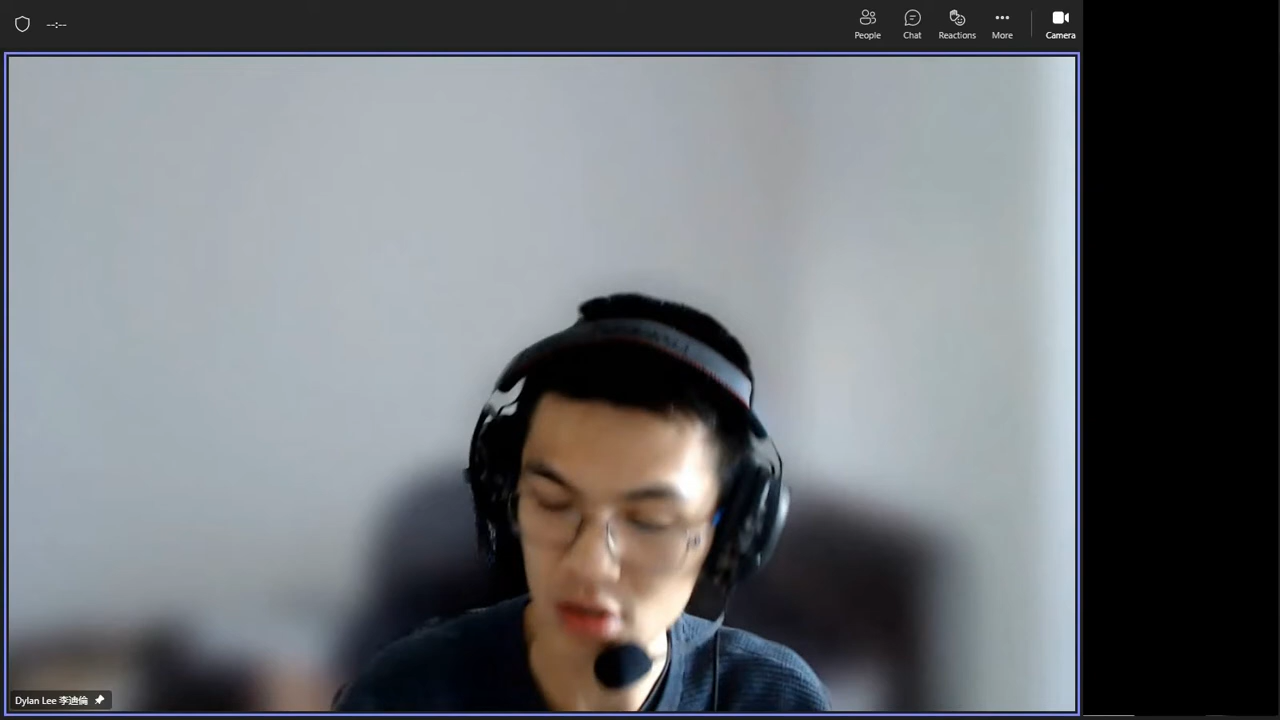 --:--
People
Chat
Reactions
More
Camera
Dylan Lee 李迪倫